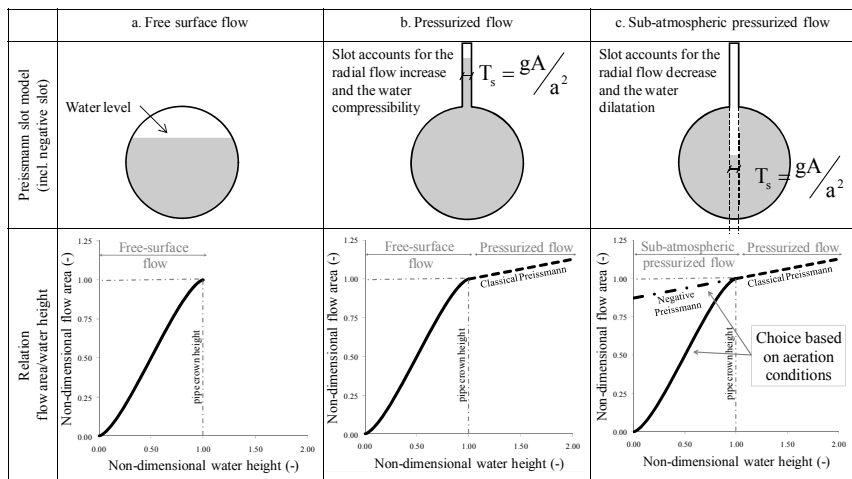 a. Free surface flow
b. Pressurized flow
c. Sub-atmospheric pressurized flow
Preissmann slot model
(incl. negative slot)
Water level
Slot accounts for the
radial flow increase
and the water
compressibility
T_s = gA/a²
Slot accounts for the
radial flow decrease
and the water
dilatation
T_s = gA/a²
Relation
flow area/water height
Non-dimensional flow area (-)
1.25
1.00
0.75
0.50
0.25
0.00
Free-surface
flow
pipe crown height
0.00
0.50
1.00
1.50
2.00
Non-dimensional water height (-)
Non-dimensional flow area (-)
1.25
1.00
0.75
0.50
0.25
0.00
Free-surface
flow
Pressurized flow
Classical Preissmann
pipe crown height
0.00
0.50
1.00
1.50
2.00
Non-dimensional water height (-)
Non-dimensional flow area (-)
1.25
1.00
0.75
0.50
0.25
0.00
Sub-atmospheric
pressurized flow
Pressurized flow
Classical Preissmann
Negative
Preissmann
Choice based
on aeration
conditions
pipe crown height
0.00
0.50
1.00
1.50
2.00
Non-dimensional water height (-)